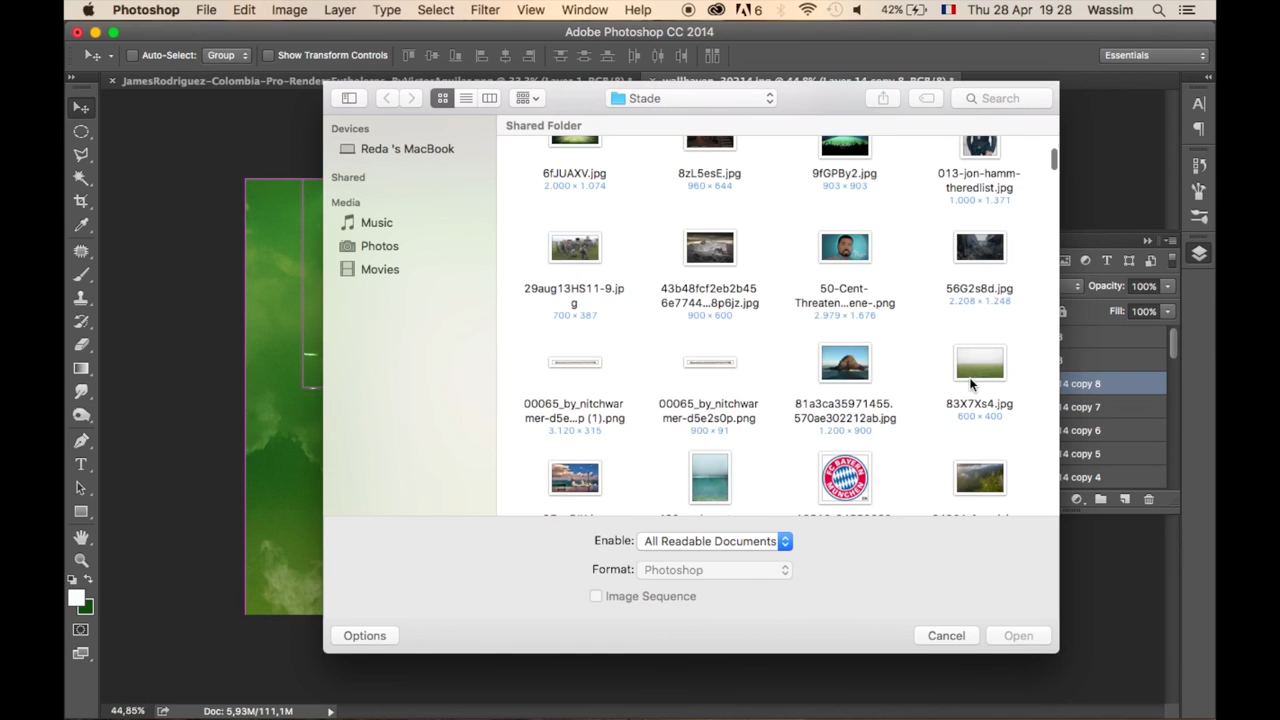 Photoshop File Edit Image Layer Type Select Filter View Window Help 6 42% Thu 28 Apr 19 28 Wassim
Adobe Photoshop CC 2014
Auto-Select: Group Show Transform Controls Essentials
Stade Search
Devices
Reda 's MacBook
Shared
Media
Music
Photos
Movies
Shared Folder
6fJUAXV.jpg
2.000 × 1.074
8zL5esE.jpg
960 × 644
9fGPBy2.jpg
903 × 903
013-jon-hamm-
theredlist.jpg
1.000 × 1.371
29aug13HS11-9.jp
g
700 × 387
43b48fcf2eb2b45
6e7744...8p6jz.jpg
900 × 600
50-Cent-
Threaten...ene-.png
2.979 × 1.676
56G2s8d.jpg
2.208 × 1.248
00065_by_nitchwar
mer-d5e...p (1).png
3.120 × 315
00065_by_nitchwar
mer-d5e2s0p.png
900 × 91
81a3ca35971455.
570ae302212ab.jpg
1.200 × 900
83X7Xs4.jpg
600 × 400
Opacity: 100%
Fill: 100%
14 copy 8
14 copy 7
14 copy 6
14 copy 5
14 copy 4
Enable: All Readable Documents
Format: Photoshop
Image Sequence
Options Cancel Open
44,85% Doc: 5,93M/111,1M